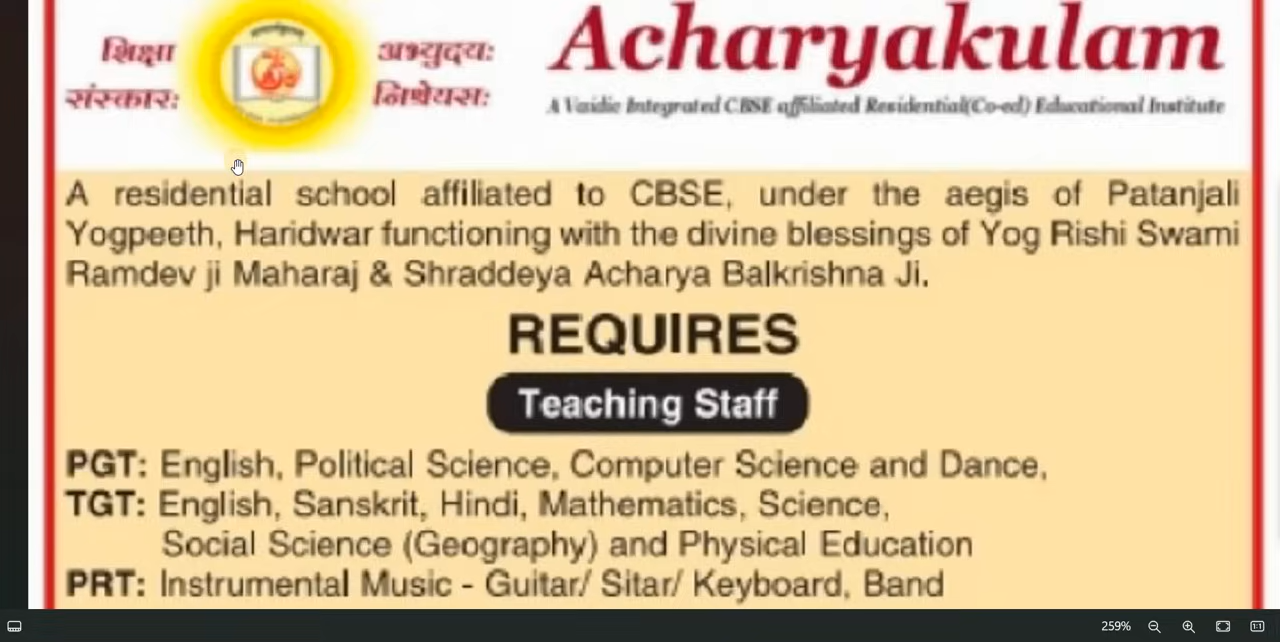 शिक्षा
संस्कार:
अभ्युदय:
निश्रेयस:
Acharyakulam
A Vaidic Integrated CBSE affiliated Residential(Co-ed) Educational Institute
A residential school affiliated to CBSE, under the aegis of Patanjali
Yogpeeth, Haridwar functioning with the divine blessings of Yog Rishi Swami
Ramdev ji Maharaj & Shraddeya Acharya Balkrishna Ji.
REQUIRES
Teaching Staff
PGT: English, Political Science, Computer Science and Dance,
TGT: English, Sanskrit, Hindi, Mathematics, Science,
Social Science (Geography) and Physical Education
PRT: Instrumental Music - Guitar/ Sitar/ Keyboard, Band
259%
1:1